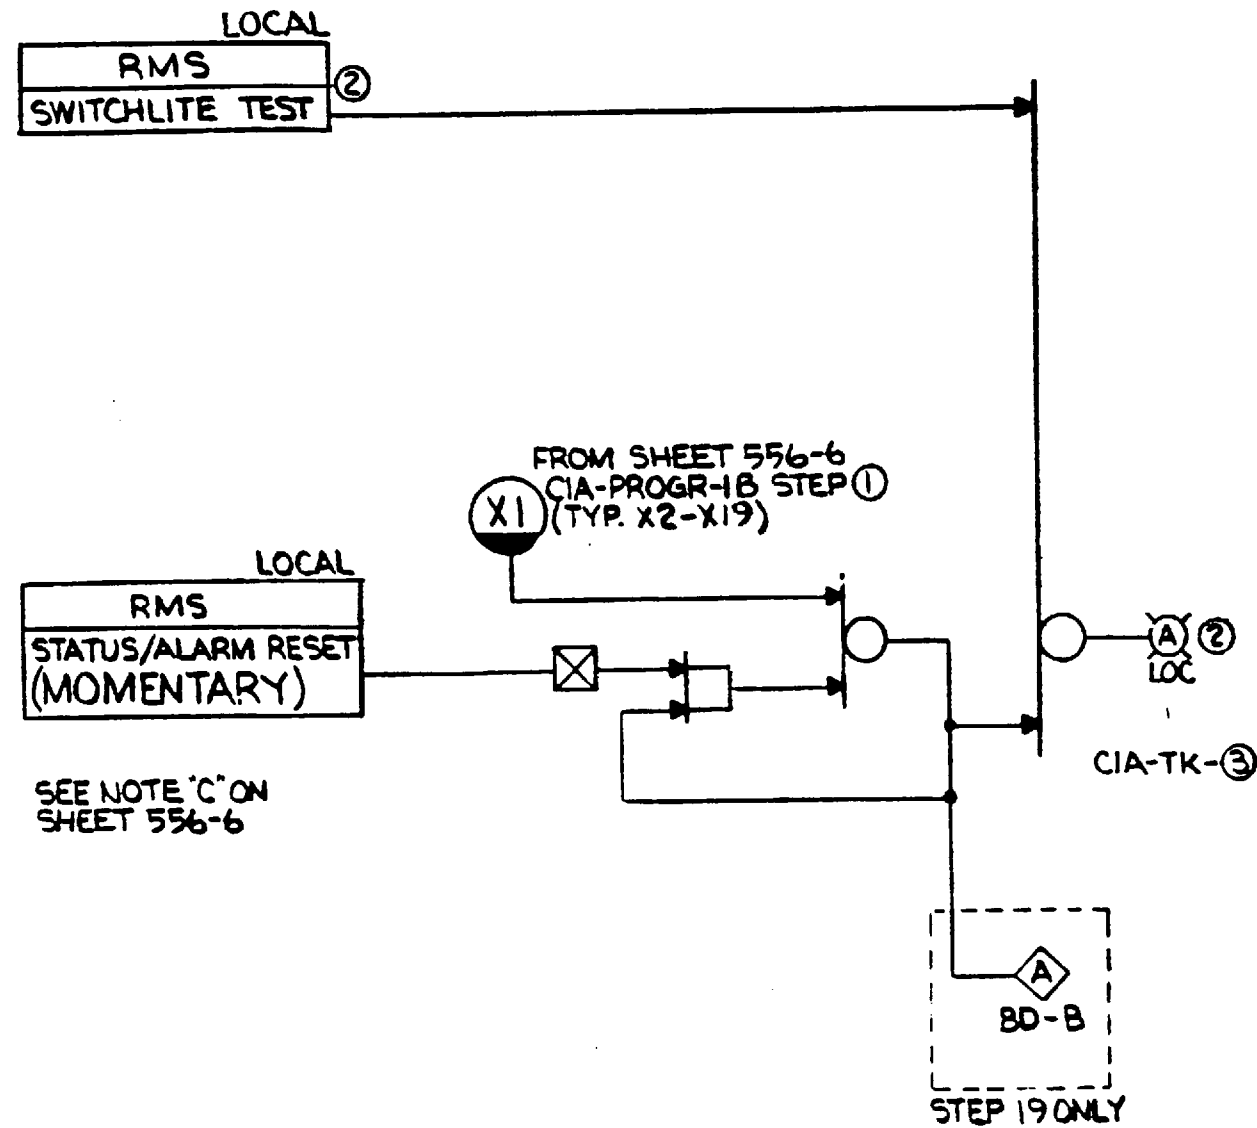 LOCAL
RMS
SWITCHLITE TEST
2
FROM SHEET 556-6
CIA-PROGR-1B STEP 1
(TYP. X2-X19)
X1
LOCAL
RMS
STATUS/ALARM RESET
(MOMENTARY)
SEE NOTE "C" ON
SHEET 556-6
A 2
LOC
CIA-TK-3
A
BD-B
STEP 19 ONLY